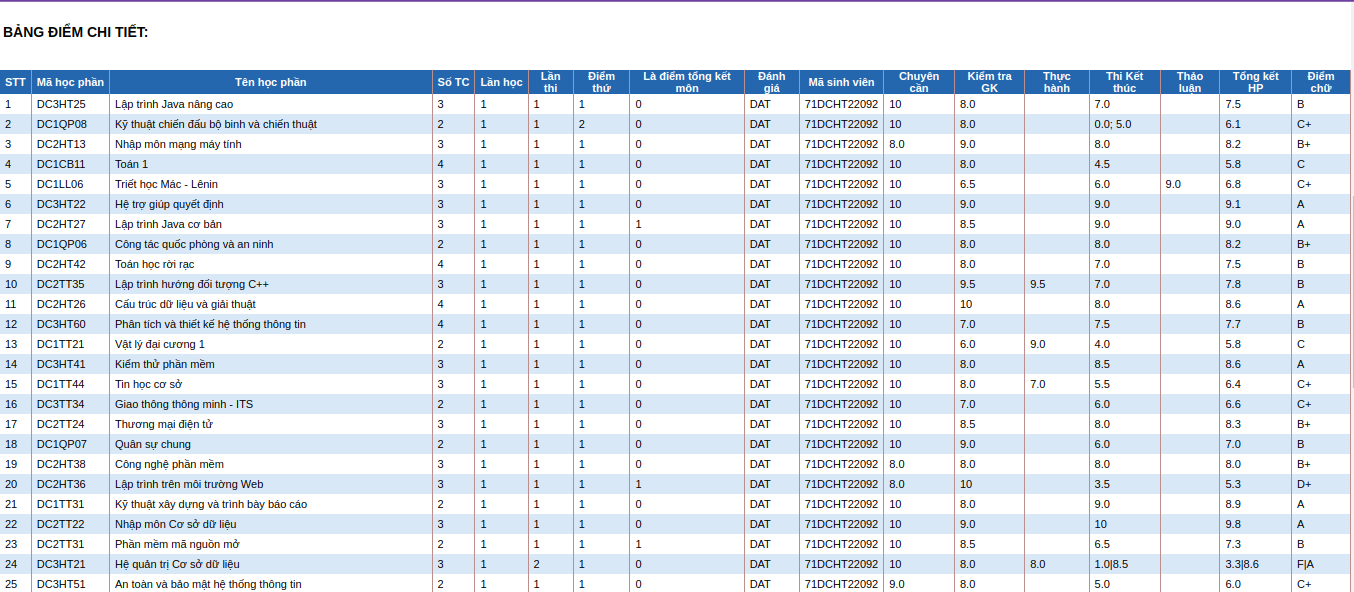 BẢNG ĐIỂM CHI TIẾT:
STT Mã học phần Tên học phần Số TC Lần học Lần thi Điểm thứ Là điểm tổng kết môn Đánh giá Mã sinh viên Chuyên cần Kiểm tra GK Thực hành Thi Kết thúc Thảo luận Tổng kết HP Điểm chữ
1 DC3HT25 Lập trình Java nâng cao 3 1 1 1 0 DAT 71DCHT22092 10 8.0 7.0 7.5 B
2 DC1QP08 Kỹ thuật chiến đấu bộ binh và chiến thuật 2 1 1 2 0 DAT 71DCHT22092 10 8.0 0.0; 5.0 6.1 C+
3 DC2HT13 Nhập môn mạng máy tính 3 1 1 1 0 DAT 71DCHT22092 8.0 9.0 8.0 8.2 B+
4 DC1CB11 Toán 1 4 1 1 1 0 DAT 71DCHT22092 10 8.0 4.5 5.8 C
5 DC1LL06 Triết học Mác - Lênin 3 1 1 1 0 DAT 71DCHT22092 10 6.5 6.0 9.0 6.8 C+
6 DC3HT22 Hệ trợ giúp quyết định 3 1 1 1 0 DAT 71DCHT22092 10 9.0 9.0 9.1 A
7 DC2HT27 Lập trình Java cơ bản 3 1 1 1 1 DAT 71DCHT22092 10 8.5 9.0 9.0 A
8 DC1QP06 Công tác quốc phòng và an ninh 2 1 1 1 0 DAT 71DCHT22092 10 8.0 8.0 8.2 B+
9 DC2HT42 Toán học rời rạc 4 1 1 1 0 DAT 71DCHT22092 10 8.0 7.0 7.5 B
10 DC2TT35 Lập trình hướng đối tượng C++ 3 1 1 1 0 DAT 71DCHT22092 10 9.5 9.5 7.0 7.8 B
11 DC2HT26 Cấu trúc dữ liệu và giải thuật 4 1 1 1 0 DAT 71DCHT22092 10 10 8.0 8.6 A
12 DC3HT60 Phân tích và thiết kế hệ thống thông tin 4 1 1 1 0 DAT 71DCHT22092 10 7.0 7.5 7.7 B
13 DC1TT21 Vật lý đại cương 1 2 1 1 1 0 DAT 71DCHT22092 10 6.0 9.0 4.0 5.8 C
14 DC3HT41 Kiểm thử phần mềm 3 1 1 1 0 DAT 71DCHT22092 10 8.0 8.5 8.6 A
15 DC1TT44 Tin học cơ sở 3 1 1 1 0 DAT 71DCHT22092 10 8.0 7.0 5.5 6.4 C+
16 DC3TT34 Giao thông thông minh - ITS 2 1 1 1 0 DAT 71DCHT22092 10 7.0 6.0 6.6 C+
17 DC2TT24 Thương mại điện tử 3 1 1 1 0 DAT 71DCHT22092 10 8.5 8.0 8.3 B+
18 DC1QP07 Quân sự chung 2 1 1 1 0 DAT 71DCHT22092 10 9.0 6.0 7.0 B
19 DC2HT38 Công nghệ phần mềm 3 1 1 1 0 DAT 71DCHT22092 8.0 8.0 8.0 8.0 B+
20 DC2HT36 Lập trình trên môi trường Web 3 1 1 1 1 DAT 71DCHT22092 8.0 10 3.5 5.3 D+
21 DC1TT31 Kỹ thuật xây dựng và trình bày báo cáo 2 1 1 1 0 DAT 71DCHT22092 10 8.0 9.0 8.9 A
22 DC2TT22 Nhập môn Cơ sở dữ liệu 3 1 1 1 0 DAT 71DCHT22092 10 9.0 10 9.8 A
23 DC2TT31 Phần mềm mã nguồn mở 2 1 1 1 1 DAT 71DCHT22092 10 8.5 6.5 7.3 B
24 DC3HT21 Hệ quản trị Cơ sở dữ liệu 3 1 2 1 0 DAT 71DCHT22092 10 8.0 8.0 1.0|8.5 3.3|8.6 F|A
25 DC3HT51 An toàn và bảo mật hệ thống thông tin 2 1 1 1 0 DAT 71DCHT22092 9.0 8.0 5.0 6.0 C+